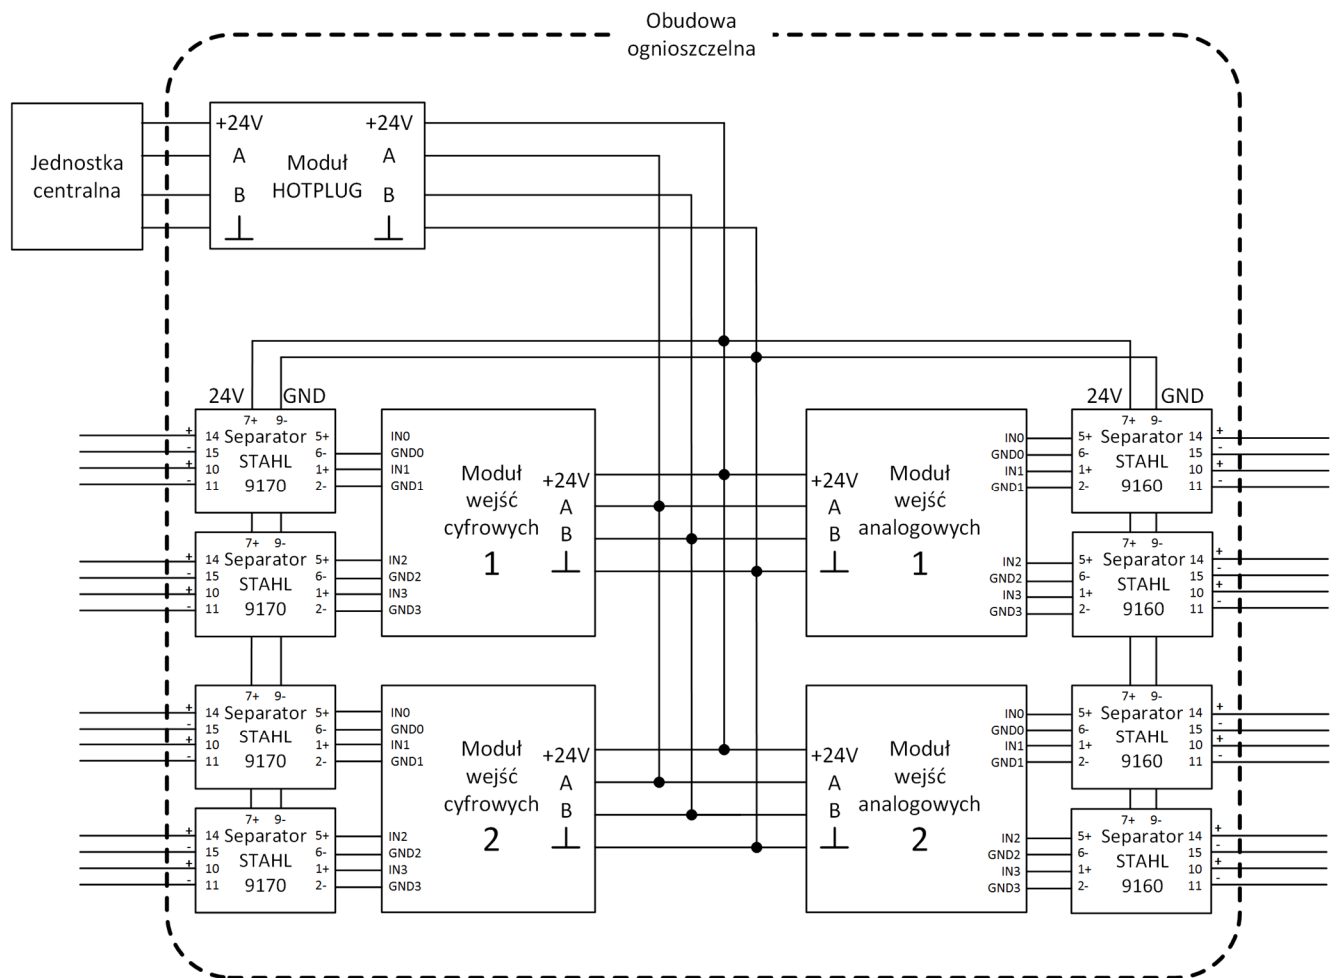 Obudowa
ognioszczelna
Jednostka
centralna
+24V
A
B
Moduł
HOTPLUG
+24V
A
B
24V GND
7+ 9-
+ 14 Separator 5+
- 15 6-
+ 10 STAHL 1+
- 11 9170 2-
7+ 9-
+ 14 Separator 5+
- 15 6-
+ 10 STAHL 1+
- 11 9170 2-
7+ 9-
+ 14 Separator 5+
- 15 6-
+ 10 STAHL 1+
- 11 9170 2-
7+ 9-
+ 14 Separator 5+
- 15 6-
+ 10 STAHL 1+
- 11 9170 2-
IN0
GND0
IN1
GND1
IN2
GND2
IN3
GND3
Moduł
wejść
cyfrowych
1
+24V
A
B
IN0
GND0
IN1
GND1
IN2
GND2
IN3
GND3
Moduł
wejść
cyfrowych
2
+24V
A
B
+24V
A
B
Moduł
wejść
analogowych
1
IN0
GND0
IN1
GND1
IN2
GND2
IN3
GND3
+24V
A
B
Moduł
wejść
analogowych
2
IN0
GND0
IN1
GND1
IN2
GND2
IN3
GND3
24V GND
7+ 9-
5+ Separator 14 +
6- 15 -
1+ STAHL 10 +
2- 9160 11 -
7+ 9-
5+ Separator 14 +
6- 15 -
1+ STAHL 10 +
2- 9160 11 -
7+ 9-
5+ Separator 14 +
6- 15 -
1+ STAHL 10 +
2- 9160 11 -
7+ 9-
5+ Separator 14 +
6- 15 -
1+ STAHL 10 +
2- 9160 11 -